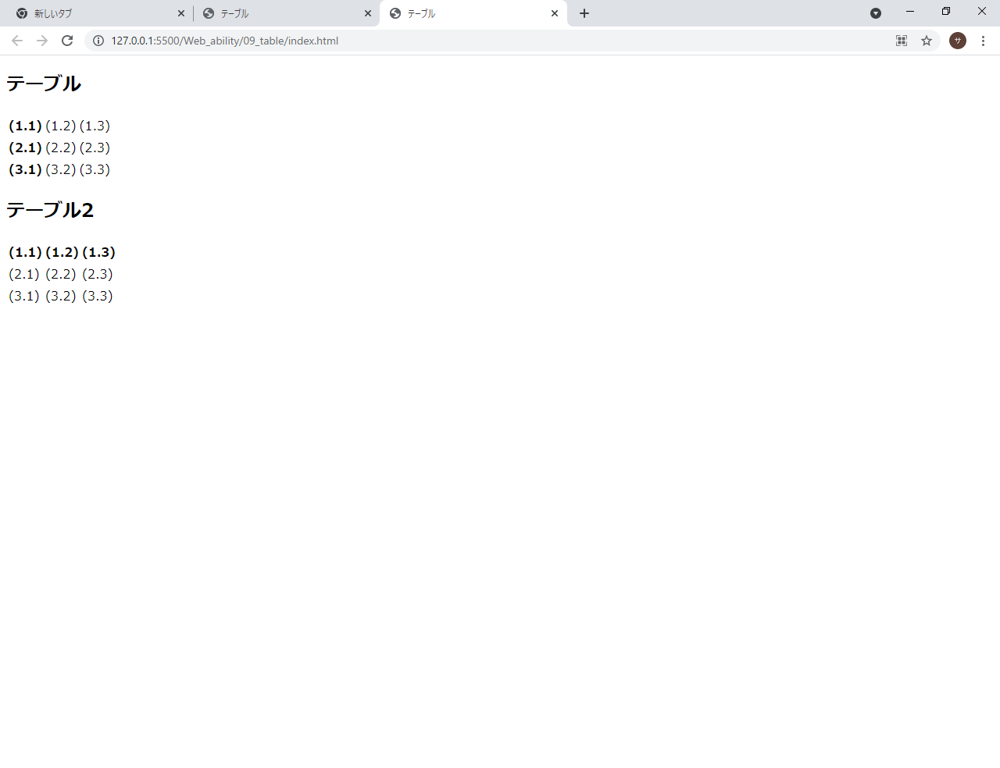 新しいタブ
テーブル
テーブル
127.0.0.1:5500/Web_ability/09_table/index.html
サ
テーブル
(1.1) (1.2) (1.3)
(2.1) (2.2) (2.3)
(3.1) (3.2) (3.3)
テーブル2
(1.1) (1.2) (1.3)
(2.1) (2.2) (2.3)
(3.1) (3.2) (3.3)